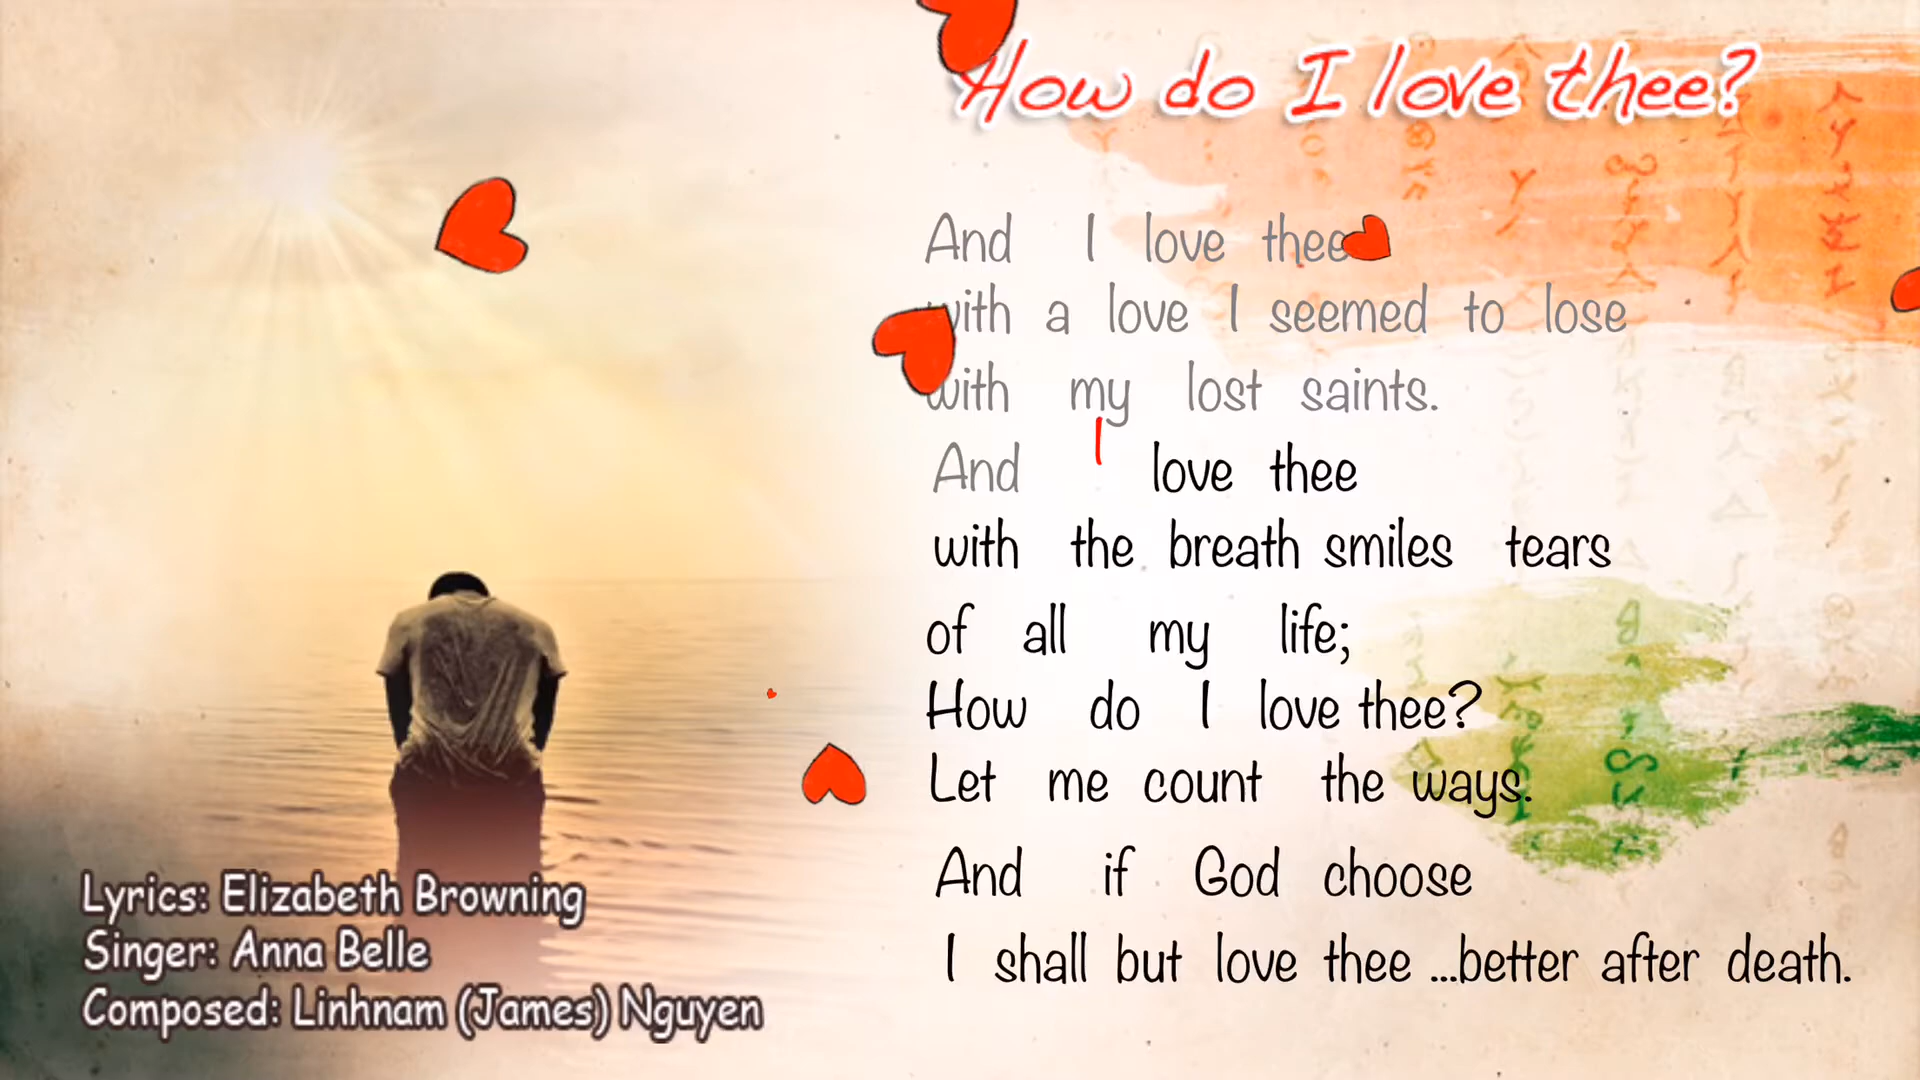 How do I love thee?
And I love thee
with a love I seemed to lose
with my lost saints.
And I love thee
with the breath smiles tears
of all my life;
How do I love thee?
Let me count the ways.
And if God choose
I shall but love thee ...better after death.
Lyrics: Elizabeth Browning
Singer: Anna Belle
Composed: Linhnam (James) Nguyen